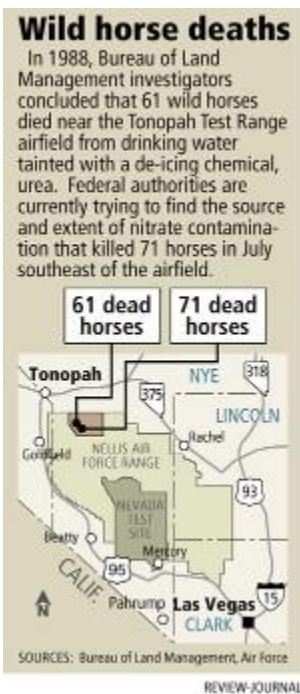 Wild horse deaths
In 1988, Bureau of Land
Management investigators
concluded that 61 wild horses
died near the Tonopah Test Range
airfield from drinking water
tainted with a de-icing chemical,
urea. Federal authorities are
currently trying to find the source
and extent of nitrate contamina-
tion that killed 71 horses in July
southeast of the airfield.
61 dead
horses
71 dead
horses
Tonopah
NYE
318
375
LINCOLN
Rachel
Goldfield
NELLIS AIR
FORCE RANGE
93
NEVADA
TEST
SITE
Beatty
Mercury
95
CALIF.
15
N
Pahrump
Las Vegas
CLARK
SOURCES: Bureau of Land Management, Air Force
REVIEW-JOURNAL